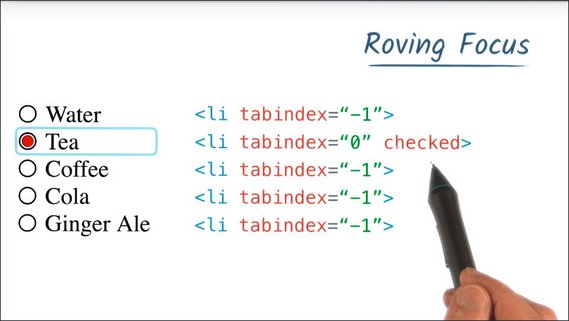 Roving Focus
Water <li tabindex=“-1”>
Tea <li tabindex=“0” checked>
Coffee <li tabindex=“-1”>
Cola <li tabindex=“-1”>
Ginger Ale <li tabindex=“-1”>